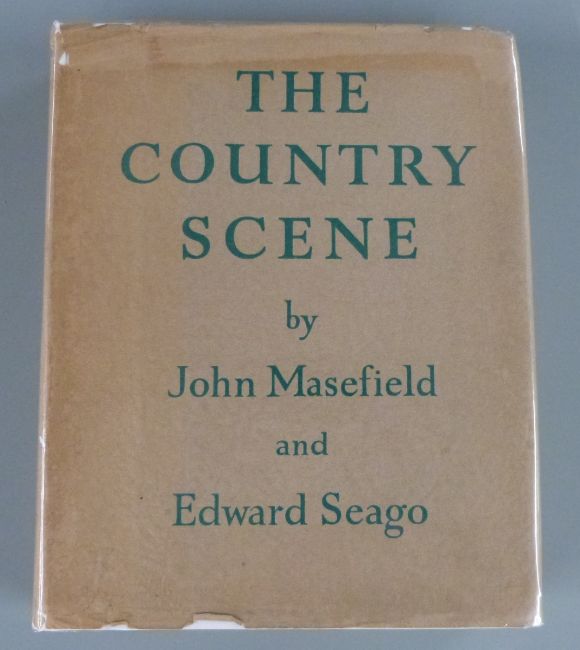 THE
COUNTRY
SCENE
by
John Masefield
and
Edward Seago